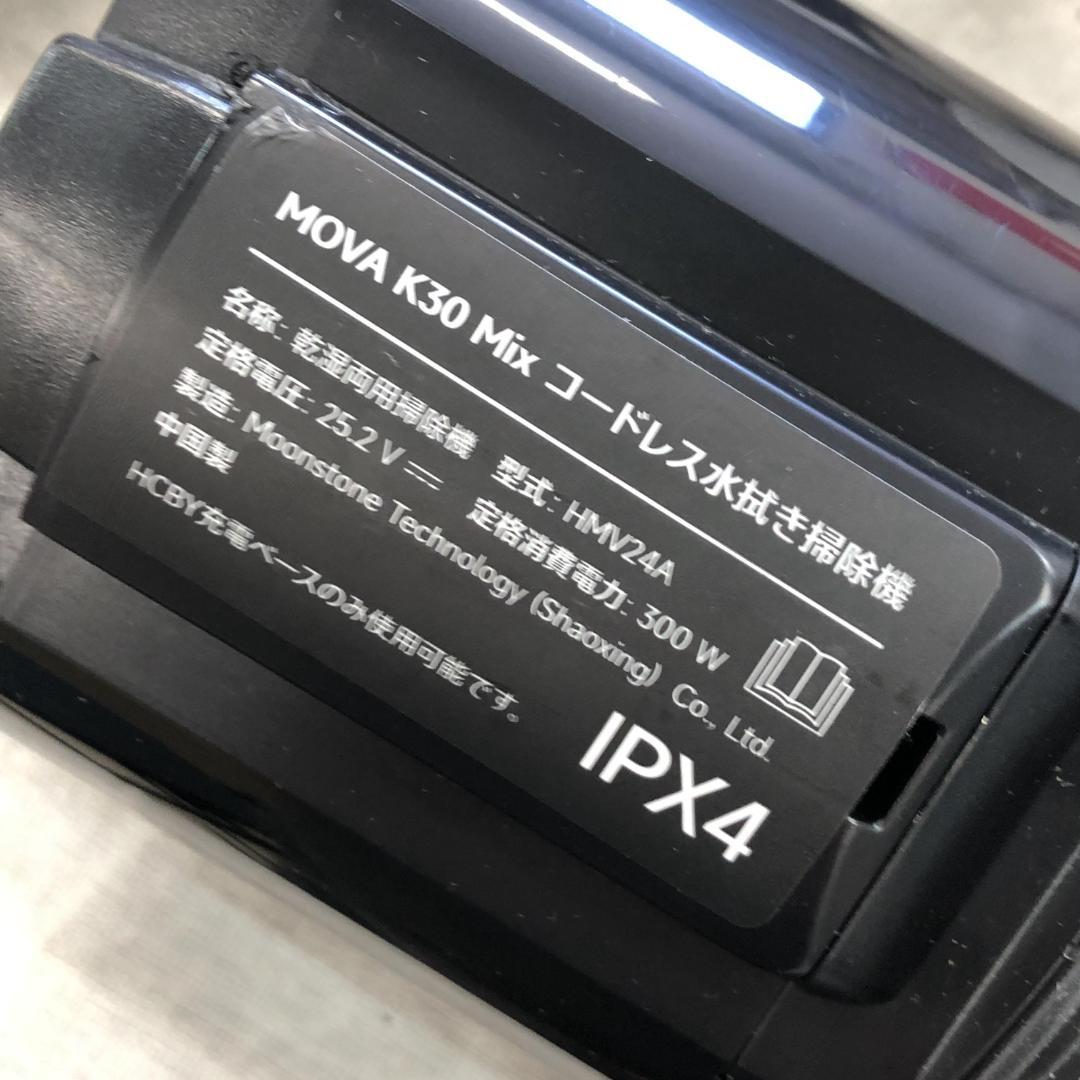 MOVA K30 Mix コードレス水拭き掃除機
名称: 乾湿両用掃除機 型式: HMV24A
定格電圧: 25.2 V ⎓ 定格消費電力: 300 W
製造: Moonstone Technology (Shaoxing) Co., Ltd.
中国製
HCBY充電ベースのみ使用可能です。
IPX4